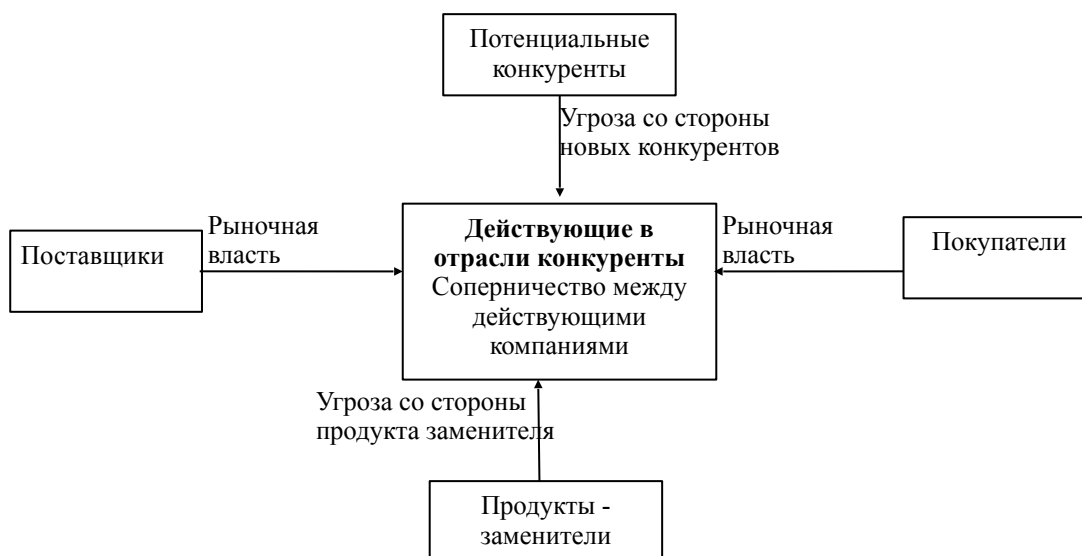 Потенциальные
конкуренты
Угроза со стороны
новых конкурентов
Поставщики
Рыночная
власть
Действующие в
отрасли конкуренты
Соперничество между
действующими
компаниями
Рыночная
власть
Покупатели
Угроза со стороны
продукта заменителя
Продукты -
заменители